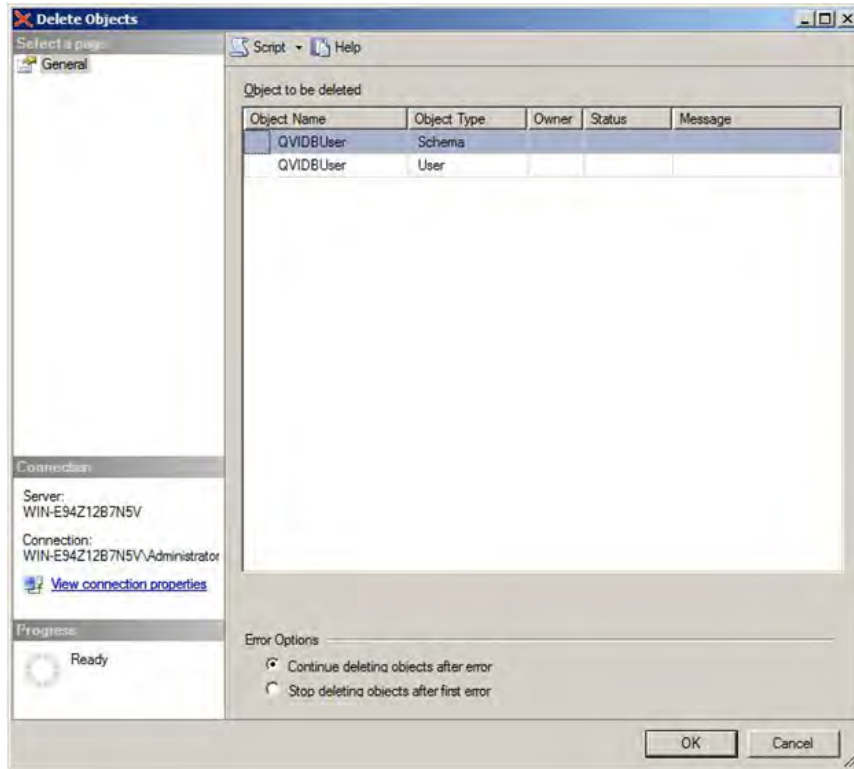 Delete Objects
Select a page
General
Script Help
Object to be deleted
Object Name Object Type Owner Status Message
QVIDBUser Schema
QVIDBUser User
Connection
Server:
WIN-E94Z12B7N5V
Connection:
WIN-E94Z12B7N5V\Administrator
View connection properties
Progress
Ready
Error Options
Continue deleting objects after error
Stop deleting objects after first error
OK Cancel